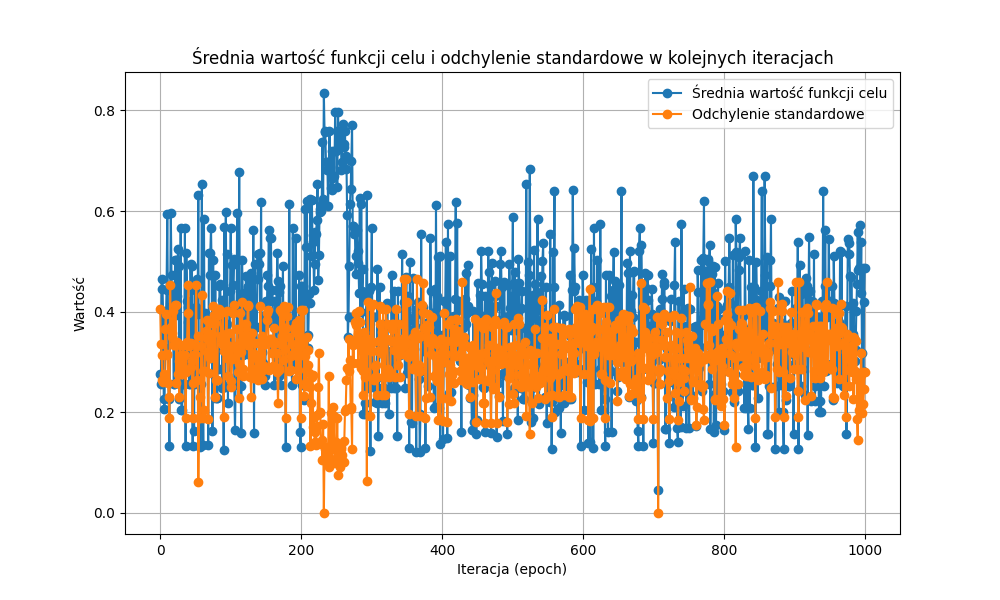 Średnia wartość funkcji celu i odchylenie standardowe w kolejnych iteracjach
Średnia wartość funkcji celu
Odchylenie standardowe
Wartość
0.8
0.6
0.4
0.2
0.0
0 200 400 600 800 1000
Iteracja (epoch)